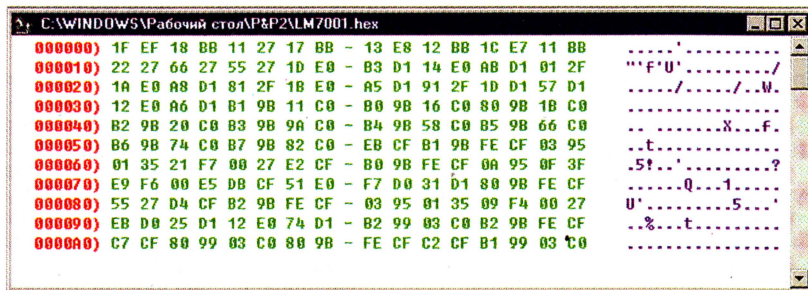 C:\WINDOWS\Рабочий стол\P&P2\LM7001.hex
000000) 1F EF 18 BB 11 27 17 BB - 13 E8 12 BB 1C E7 11 BB .....'..........
000010) 22 27 66 27 55 27 1D E0 - B3 D1 14 E0 AB D1 01 2F "'f'U'........./
000020) 1A E0 A8 D1 81 2F 1B E0 - A5 D1 91 2F 1D D1 57 D1 ...../...../..W.
000030) 12 E0 A6 D1 B1 9B 11 C0 - B0 9B 16 C0 80 9B 1B C0 ................
000040) B2 9B 20 C0 B3 9B 9A C0 - B4 9B 58 C0 B5 9B 66 C0 .. .......X...f.
000050) B6 9B 74 C0 B7 9B 82 C0 - EB CF B1 9B FE CF 03 95 ..t.............
000060) 01 35 21 F7 00 27 E2 CF - B0 9B FE CF 0A 95 0F 3F .5!..'.........?
000070) E9 F6 00 E5 DB CF 51 E0 - F7 D0 31 D1 80 9B FE CF ......Q...1.....
000080) 55 27 D4 CF B2 9B FE CF - 03 95 01 35 09 F4 00 27 U'.........5...'
000090) EB D0 25 D1 12 E0 74 D1 - B2 99 03 C0 B2 9B FE CF ..%...t.........
0000A0) C7 CF 80 99 03 C0 80 9B - FE CF C2 CF B1 99 03 C0 ................